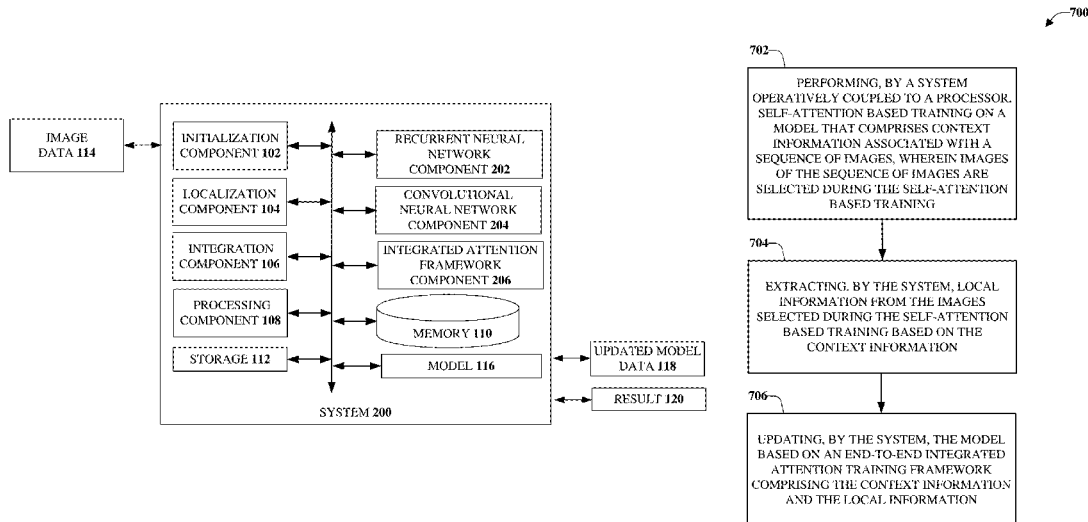 IMAGE
DATA 114
INITIALIZATION
COMPONENT 102
LOCALIZATION
COMPONENT 104
INTEGRATION
COMPONENT 106
PROCESSING
COMPONENT 108
STORAGE 112
RECURRENT NEURAL
NETWORK
COMPONENT 202
CONVOLUTIONAL
NEURAL NETWORK
COMPONENT 204
INTEGRATED ATTENTION
FRAMEWORK
COMPONENT 206
MEMORY 110
MODEL 116
SYSTEM 200
UPDATED MODEL
DATA 118
RESULT 120
700
702
PERFORMING, BY A SYSTEM
OPERATIVELY COUPLED TO A PROCESSOR,
SELF-ATTENTION BASED TRAINING ON A
MODEL THAT COMPRISES CONTEXT
INFORMATION ASSOCIATED WITH A
SEQUENCE OF IMAGES, WHEREIN IMAGES
OF THE SEQUENCE OF IMAGES ARE
SELECTED DURING THE SELF-ATTENTION
BASED TRAINING
704
EXTRACTING, BY THE SYSTEM, LOCAL
INFORMATION FROM THE IMAGES
SELECTED DURING THE SELF-ATTENTION
BASED TRAINING BASED ON THE
CONTEXT INFORMATION
706
UPDATING, BY THE SYSTEM, THE MODEL
BASED ON AN END-TO-END INTEGRATED
ATTENTION TRAINING FRAMEWORK
COMPRISING THE CONTEXT INFORMATION
AND THE LOCAL INFORMATION